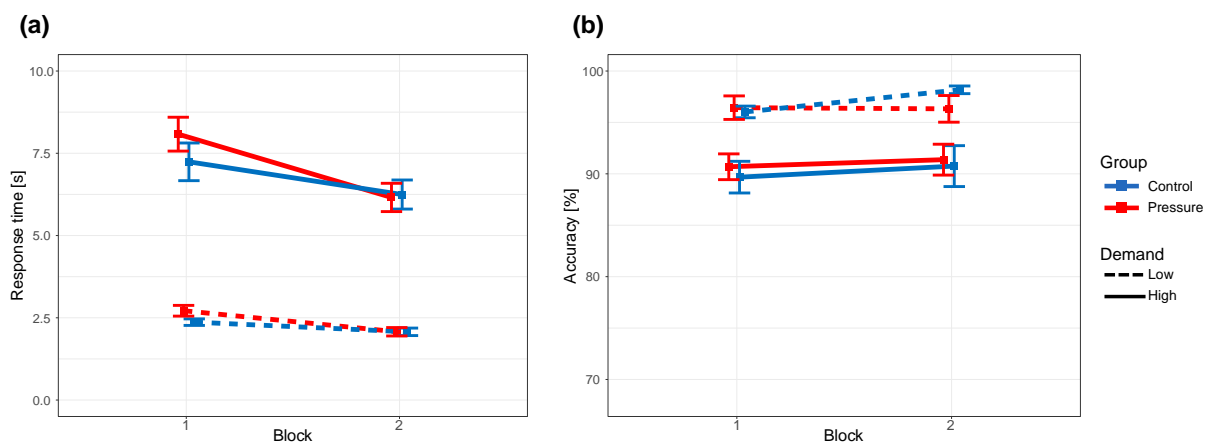 (a)
10.0
7.5
5.0
2.5
0.0
Response time [s]
1
2
Block
(b)
100
90
80
70
Accuracy [%]
1
2
Block
Group
Control
Pressure
Demand
Low
High